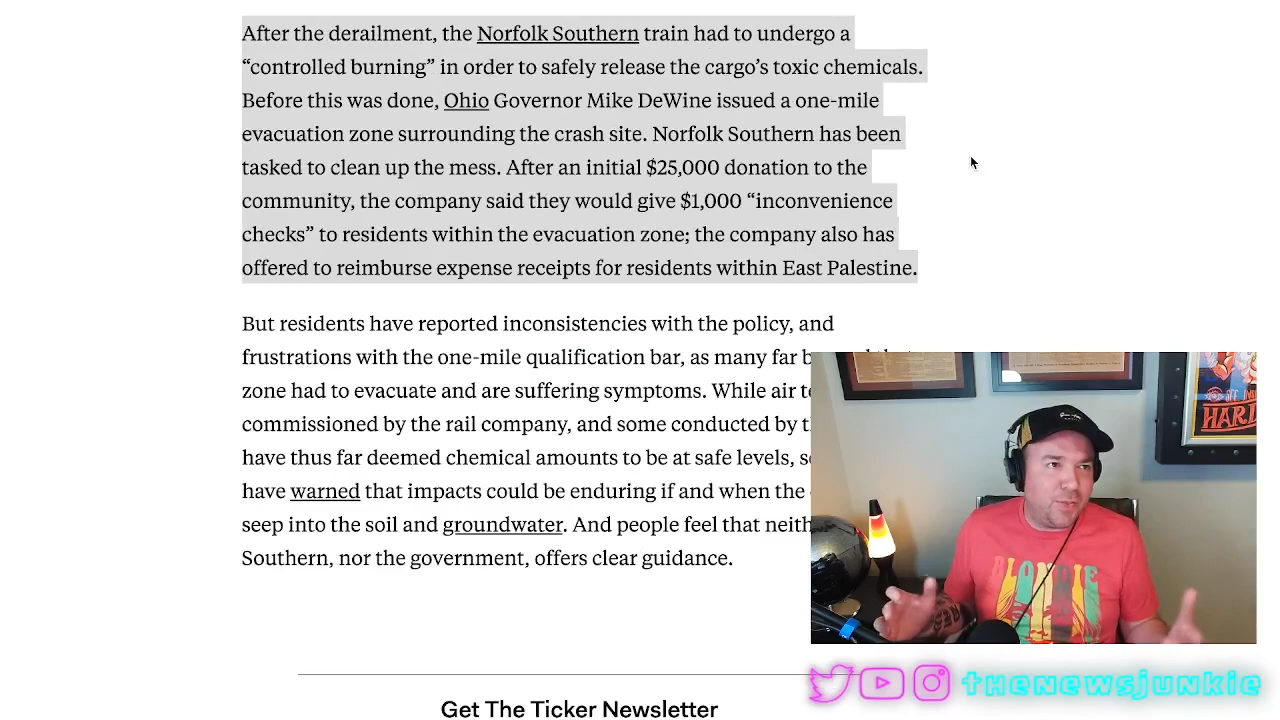 After the derailment, the Norfolk Southern train had to undergo a
“controlled burning” in order to safely release the cargo’s toxic chemicals.
Before this was done, Ohio Governor Mike DeWine issued a one-mile
evacuation zone surrounding the crash site. Norfolk Southern has been
tasked to clean up the mess. After an initial $25,000 donation to the
community, the company said they would give $1,000 “inconvenience
checks” to residents within the evacuation zone; the company also has
offered to reimburse expense receipts for residents within East Palestine.
But residents have reported inconsistencies with the policy, and
frustrations with the one-mile qualification bar, as many far
zone had to evacuate and are suffering symptoms. While air
commissioned by the rail company, and some conducted by
have thus far deemed chemical amounts to be at safe levels,
have warned that impacts could be enduring if and when the
seep into the soil and groundwater. And people feel that
Southern, nor the government, offers clear guidance.
BLONDIE
HARD
Get The Ticker Newsletter
thenewsjunkie